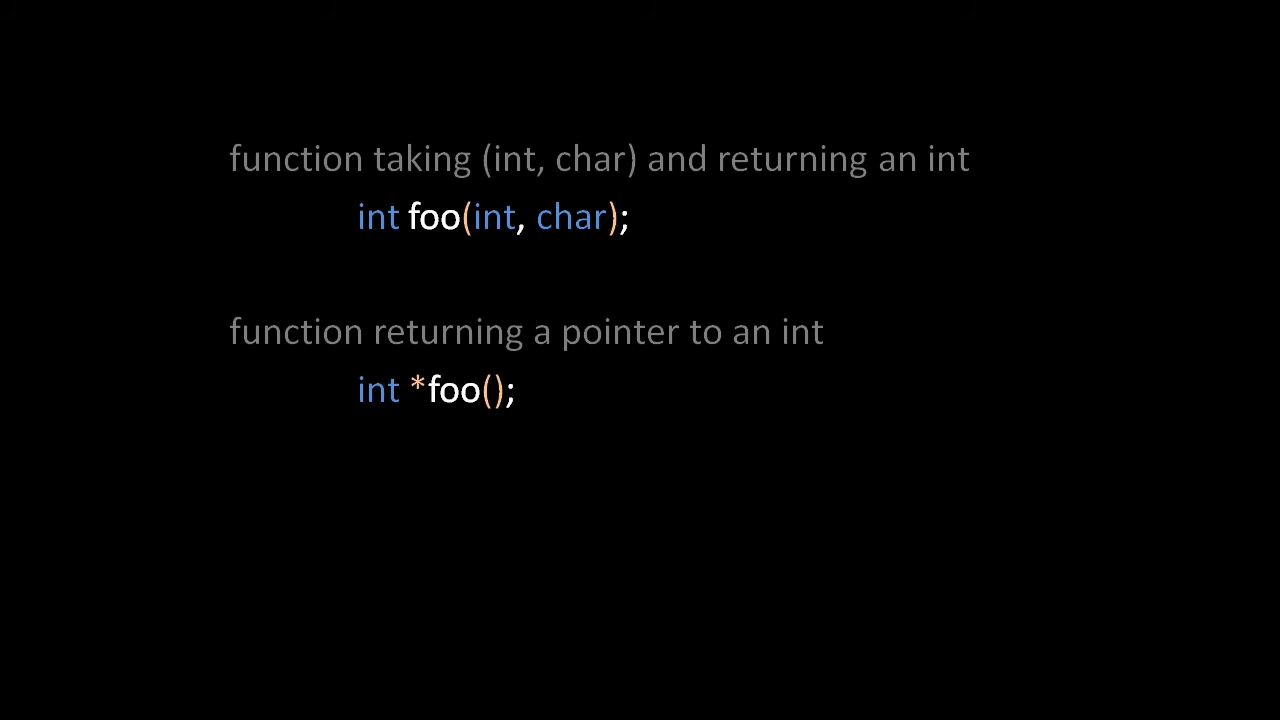 function taking (int, char) and returning an int
int foo(int, char);
function returning a pointer to an int
int *foo();